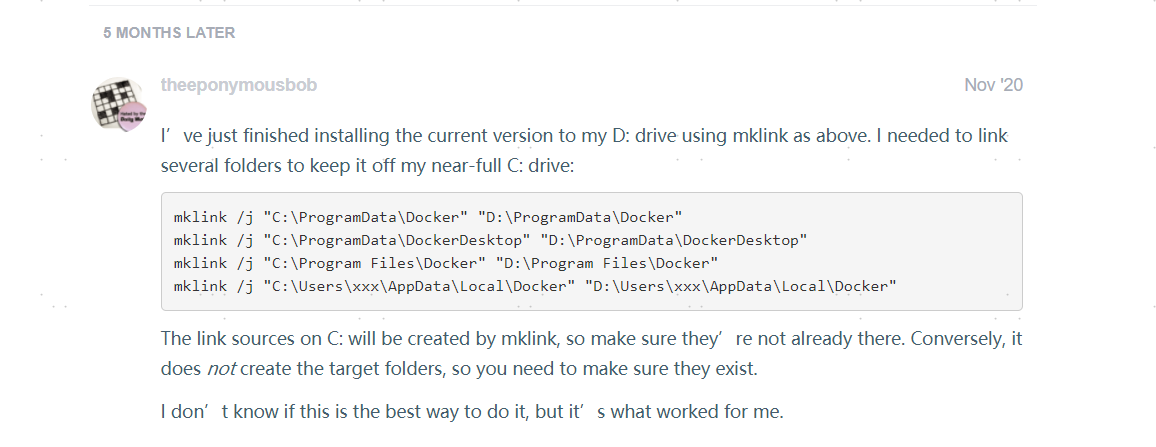 5 MONTHS LATER
theeponymousbob
Nov '20
I’ ve just finished installing the current version to my D: drive using mklink as above. I needed to link
several folders to keep it off my near-full C: drive:
mklink /j "C:\ProgramData\Docker" "D:\ProgramData\Docker"
mklink /j "C:\ProgramData\DockerDesktop" "D:\ProgramData\DockerDesktop"
mklink /j "C:\Program Files\Docker" "D:\Program Files\Docker"
mklink /j "C:\Users\xxx\AppData\Local\Docker" "D:\Users\xxx\AppData\Local\Docker"
The link sources on C: will be created by mklink, so make sure they’ re not already there. Conversely, it
does not create the target folders, so you need to make sure they exist.
I don’ t know if this is the best way to do it, but it’ s what worked for me.